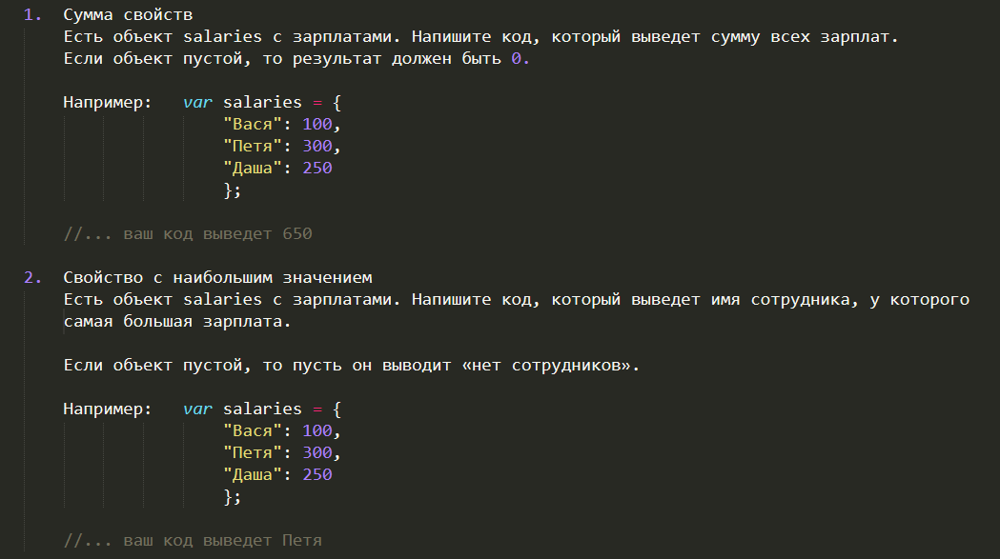 1. Сумма свойств
Есть объект salaries с зарплатами. Напишите код, который выведет сумму всех зарплат.
Если объект пустой, то результат должен быть 0.
Например: var salaries = {
"Вася": 100,
"Петя": 300,
"Даша": 250
};
//... ваш код выведет 650
2. Свойство с наибольшим значением
Есть объект salaries с зарплатами. Напишите код, который выведет имя сотрудника, у которого
самая большая зарплата.
Если объект пустой, то пусть он выводит «нет сотрудников».
Например: var salaries = {
"Вася": 100,
"Петя": 300,
"Даша": 250
};
//... ваш код выведет Петя